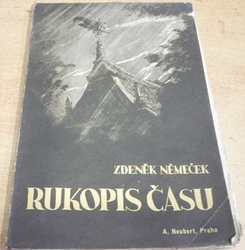 ZDENĚK NĚMEČEK
RUKOPIS ČASU
A. Neubert, Praha